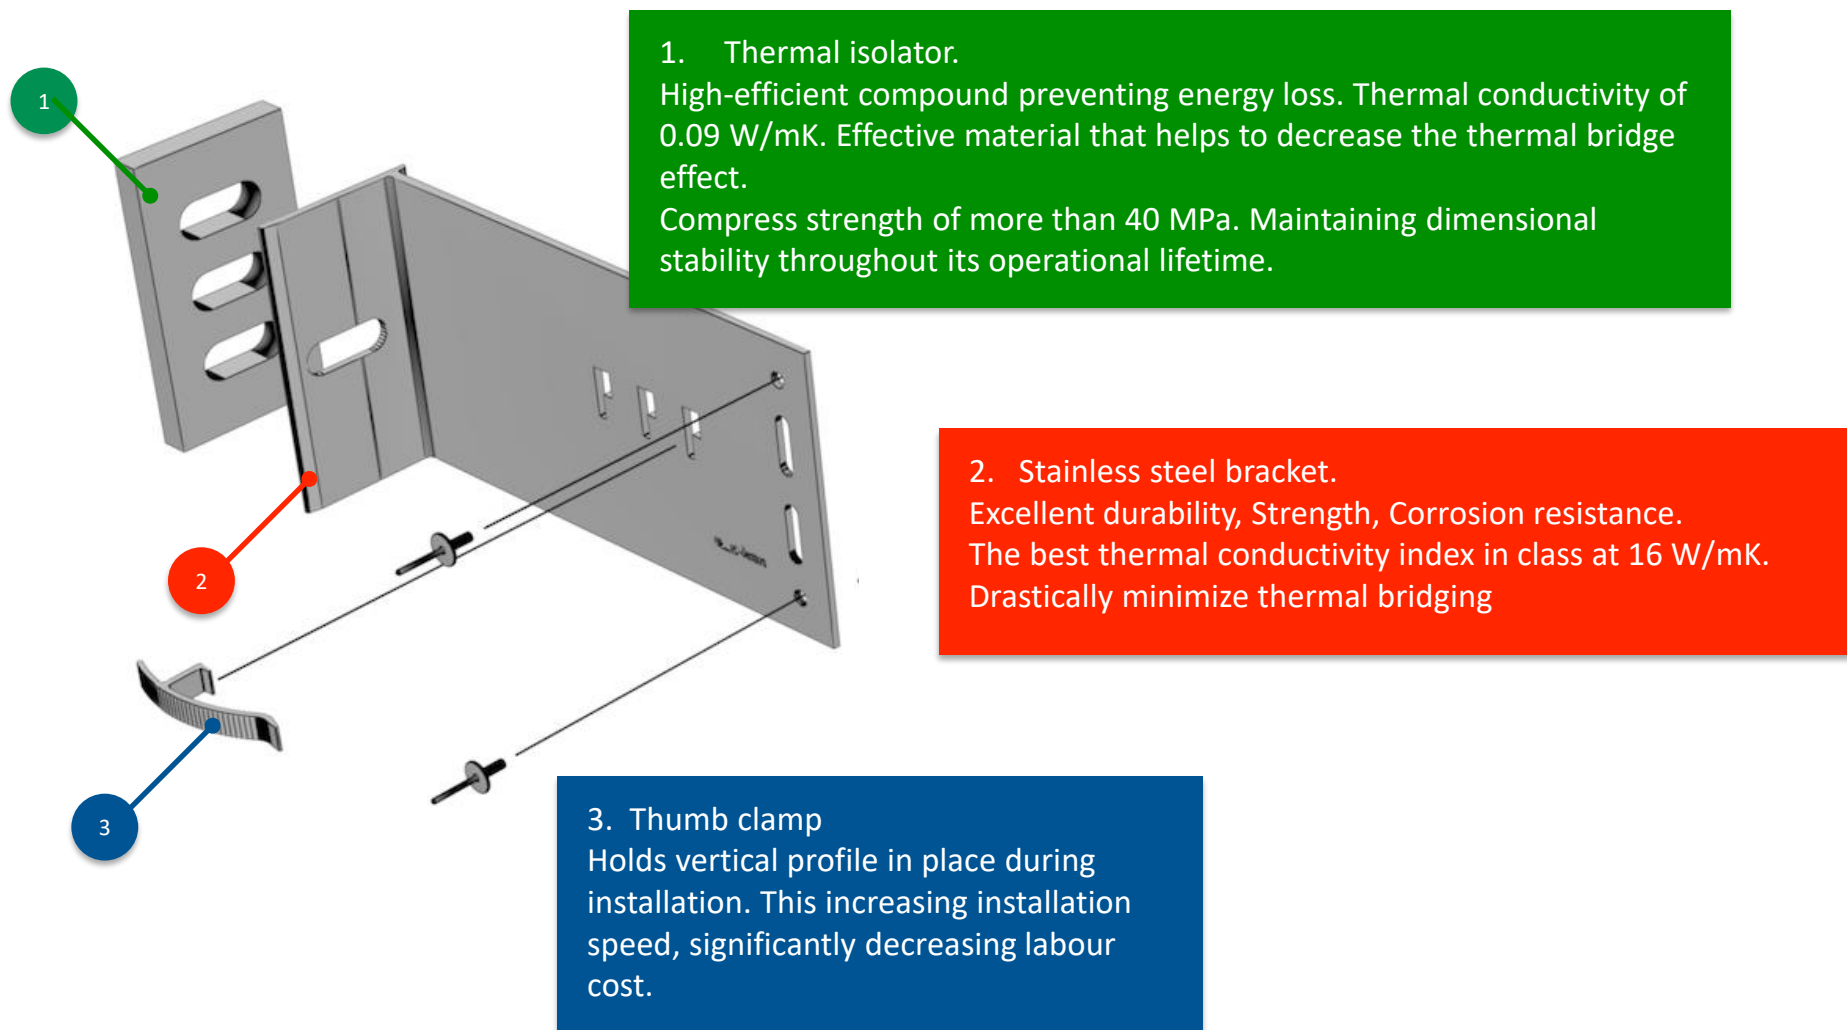 1
1. Thermal isolator.
High-efficient compound preventing energy loss. Thermal conductivity of
0.09 W/mK. Effective material that helps to decrease the thermal bridge
effect.
Compress strength of more than 40 MPa. Maintaining dimensional
stability throughout its operational lifetime.
2. Stainless steel bracket.
Excellent durability, Strength, Corrosion resistance.
The best thermal conductivity index in class at 16 W/mK.
Drastically minimize thermal bridging
2
3
3. Thumb clamp
Holds vertical profile in place during
installation. This increasing installation
speed, significantly decreasing labour
cost.